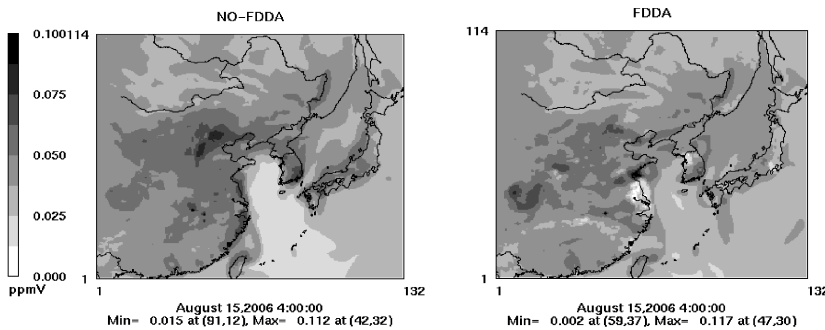 NO-FDDA
FDDA
0.100
0.075
0.050
0.025
0.000
ppmV
114
1
1
132
114
1
1
132
August 15,2006 4:00:00
Min= 0.015 at (91,12), Max= 0.112 at (42,32)
August 15,2006 4:00:00
Min= 0.002 at (59,37), Max= 0.117 at (47,30)